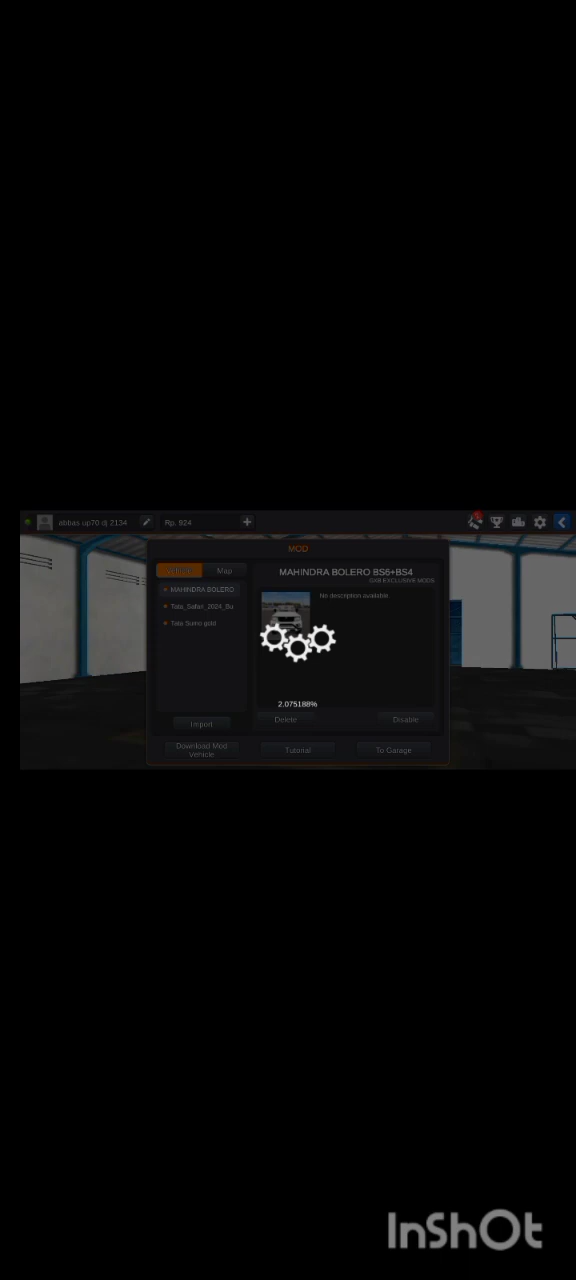 abbas up70 dj 2134
Rp. 924
MOD
Vehicle
Map
MAHINDRA BOLERO
Tata_Safari_2024_Bu
Tata Sumo gold
MAHINDRA BOLERO BS6+BS4
GXB EXCLUSIVE MODS
No description available
2.075188%
Import
Delete
Disable
Download Mod
Vehicle
Tutorial
To Garage
InShOt